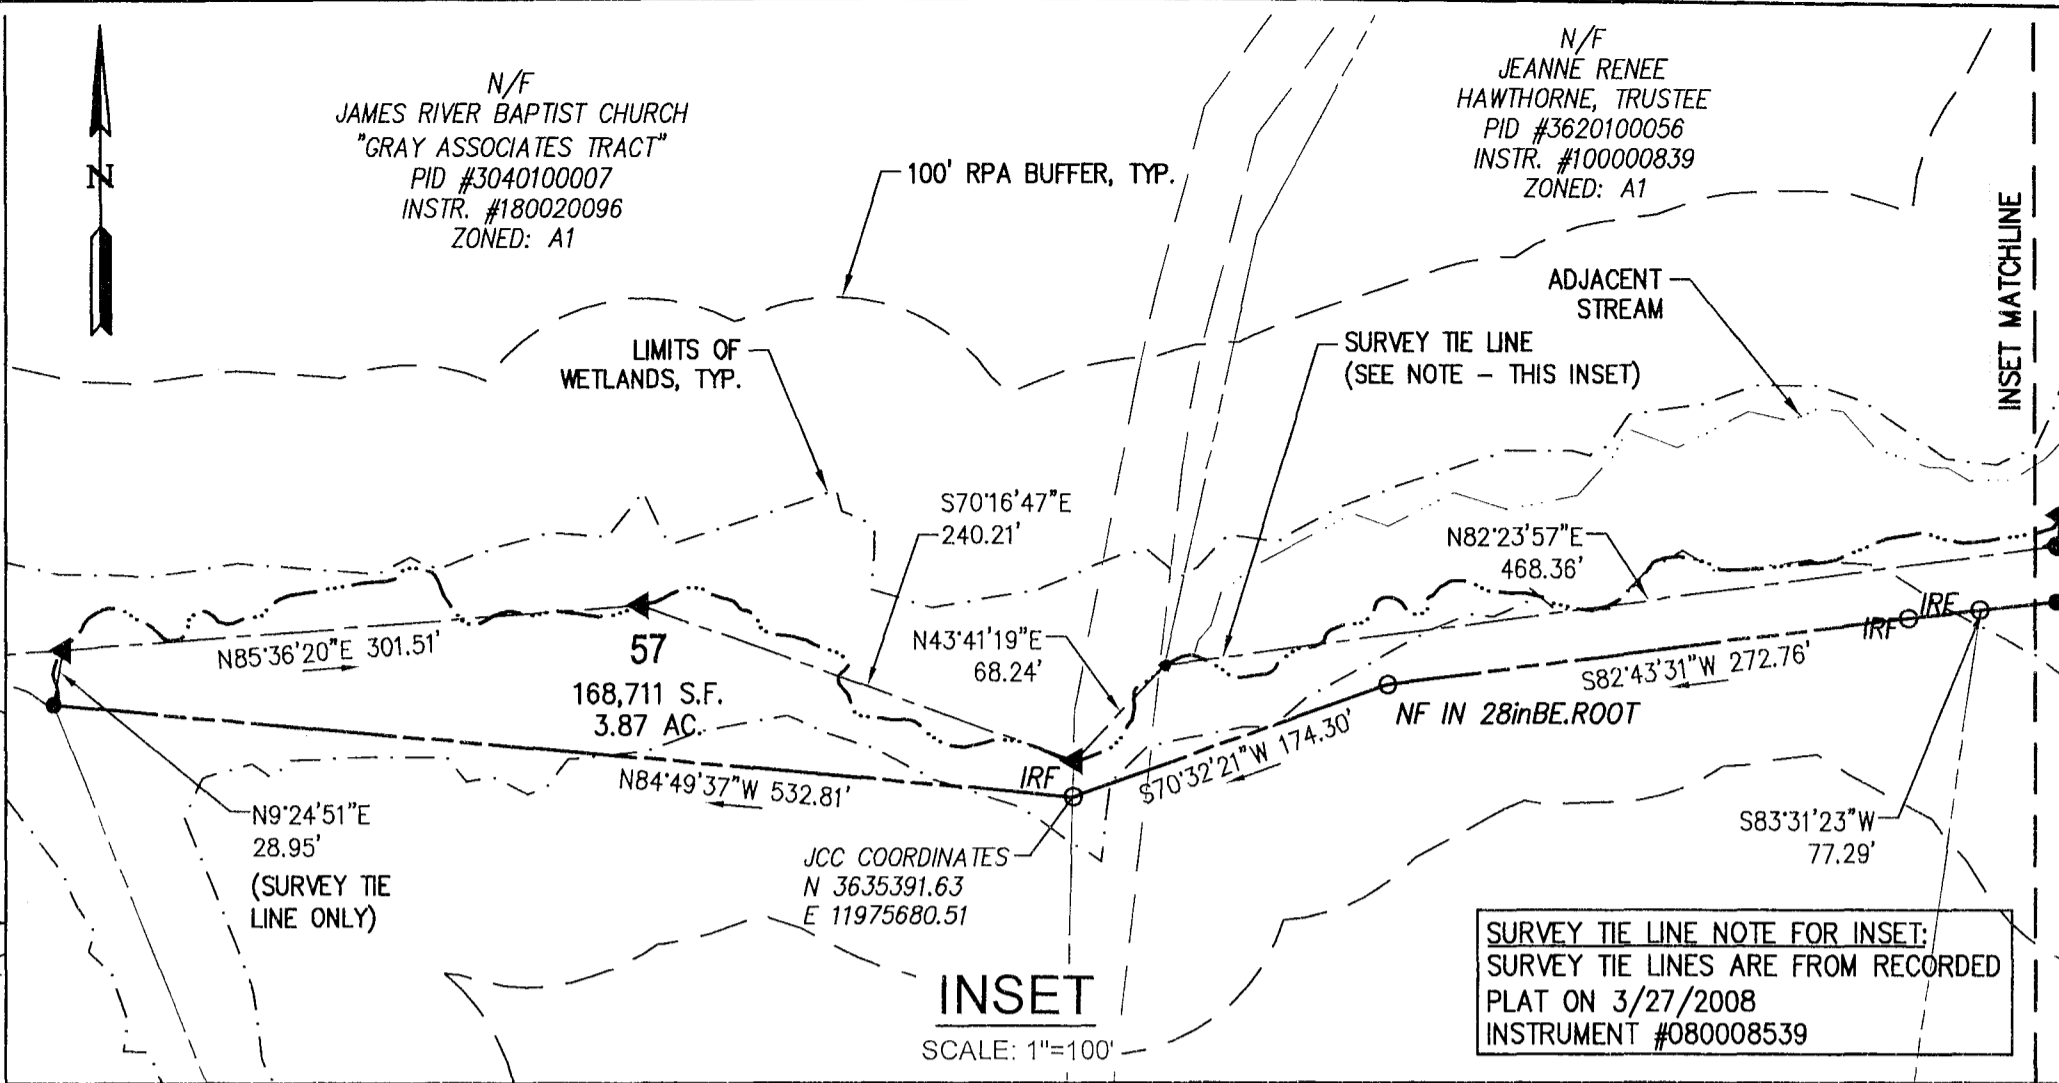 N/F
JAMES RIVER BAPTIST CHURCH
"GRAY ASSOCIATES TRACT"
PID #3040100007
INSTR. #180020096
ZONED: A1
N
N/F
JEANNE RENEE
HAWTHORNE, TRUSTEE
PID #3620100056
INSTR. #100000839
ZONED: A1
100' RPA BUFFER, TYP.
INSET MATCHLINE
ADJACENT
STREAM
LIMITS OF
WETLANDS, TYP.
SURVEY TIE LINE
(SEE NOTE - THIS INSET)
S70°16'47"E
240.21'
N82°23'57"E
468.36'
N85°36'20"E 301.51'
57
168,711 S.F.
3.87 AC.
N43°41'19"E
68.24'
IRF
IRF
S82°43'31"W 272.76'
NF IN 28inBE.ROOT
S70°32'21"W 174.30'
IRF
N84°49'37"W 532.81'
N9°24'51"E
28.95'
(SURVEY TIE
LINE ONLY)
JCC COORDINATES
N 3635391.63
E 11975680.51
S83°31'23"W
77.29'
SURVEY TIE LINE NOTE FOR INSET:
SURVEY TIE LINES ARE FROM RECORDED
PLAT ON 3/27/2008
INSTRUMENT #080008539
INSET
SCALE: 1"=100'